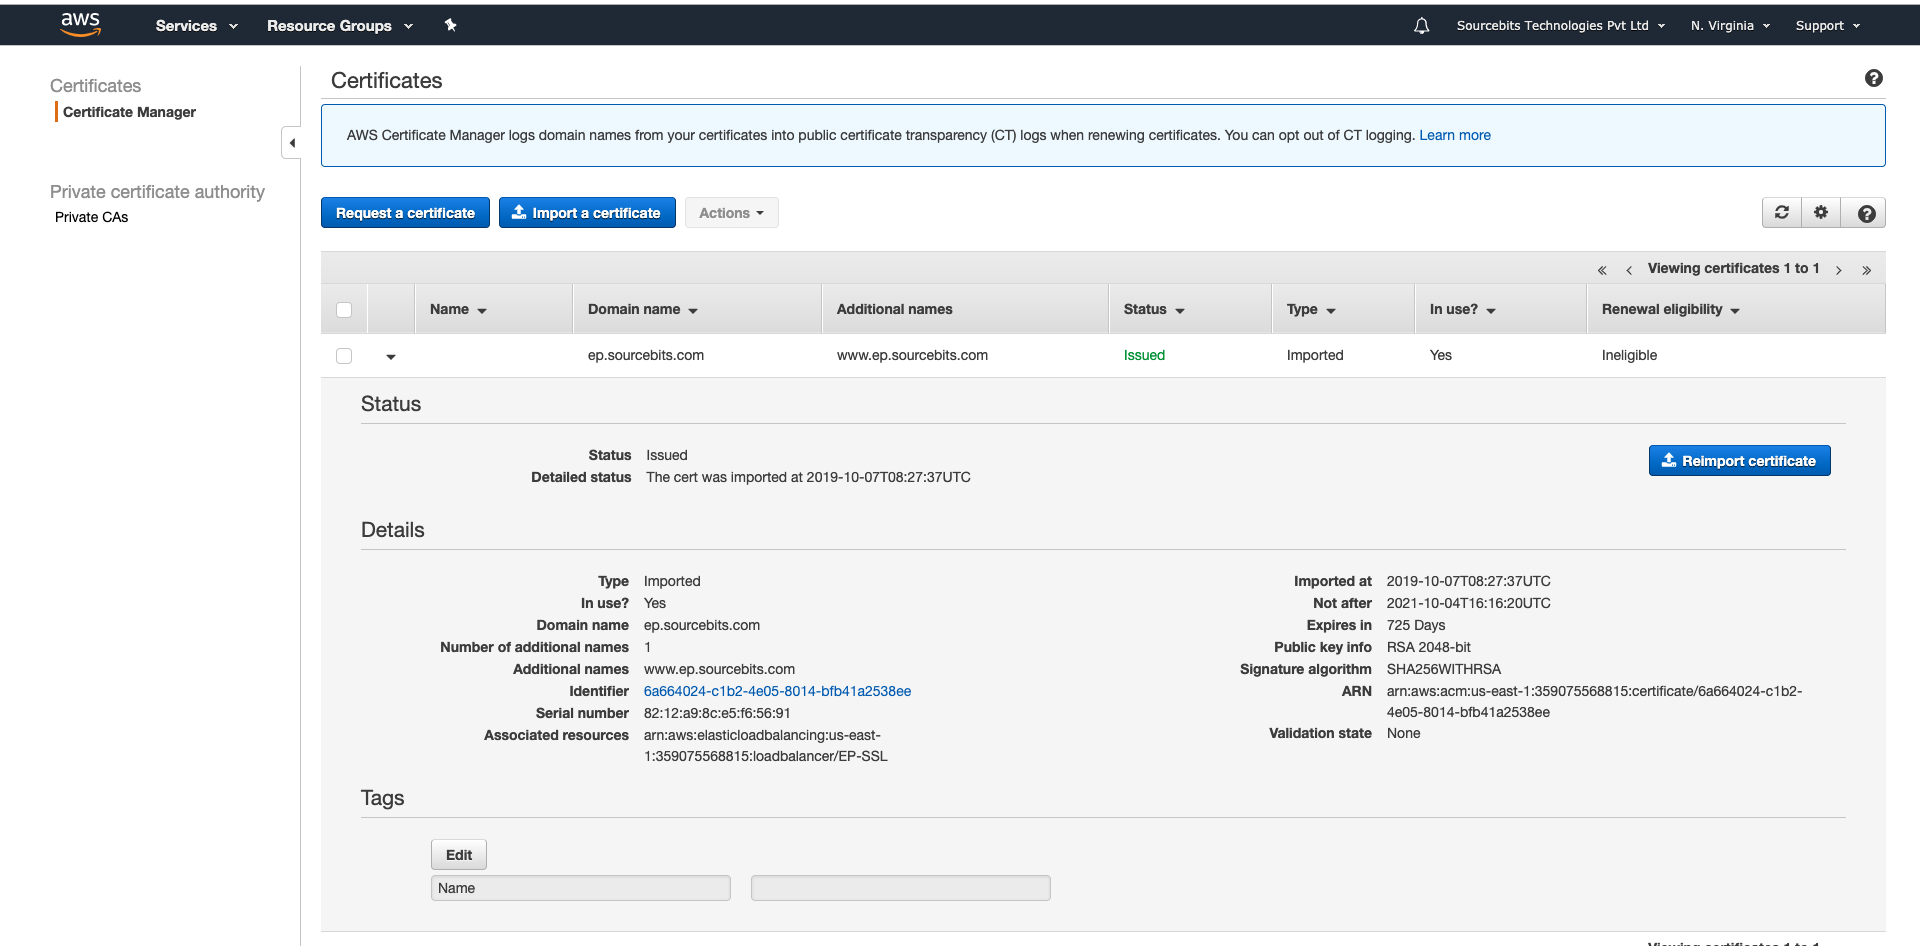 aws Services Resource Groups Sourcebits Technologies Pvt Ltd N. Virginia Support
Certificates
Certificate Manager
Private certificate authority
Private CAs
Certificates
AWS Certificate Manager logs domain names from your certificates into public certificate transparency (CT) logs when renewing certificates. You can opt out of CT logging. Learn more
Request a certificate Import a certificate Actions
« ‹ Viewing certificates 1 to 1 › »
Name Domain name Additional names Status Type In use? Renewal eligibility
ep.sourcebits.com www.ep.sourcebits.com Issued Imported Yes Ineligible
Status
Status Issued
Detailed status The cert was imported at 2019-10-07T08:27:37UTC
Reimport certificate
Details
Type Imported
In use? Yes
Domain name ep.sourcebits.com
Number of additional names 1
Additional names www.ep.sourcebits.com
Identifier 6a664024-c1b2-4e05-8014-bfb41a2538ee
Serial number 82:12:a9:8c:e5:f6:56:91
Associated resources arn:aws:elasticloadbalancing:us-east-
1:359075568815:loadbalancer/EP-SSL
Imported at 2019-10-07T08:27:37UTC
Not after 2021-10-04T16:16:20UTC
Expires in 725 Days
Public key info RSA 2048-bit
Signature algorithm SHA256WITHRSA
ARN arn:aws:acm:us-east-1:359075568815:certificate/6a664024-c1b2-
4e05-8014-bfb41a2538ee
Validation state None
Tags
Edit
Name
Viewing certificates 1 to 1